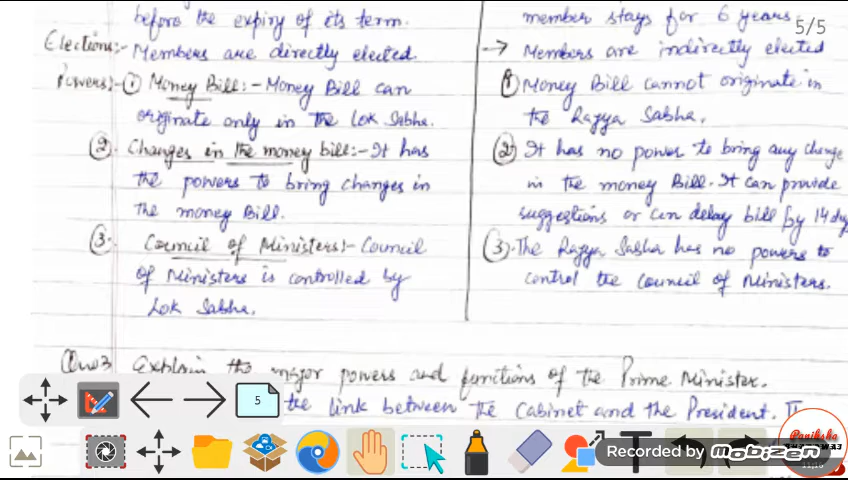 before the expiry of its term.
Elections:- Members are directly elected.
Powers:- (1) Money Bill:- Money Bill can
originate only in the Lok Sabha.
(2) Changes in the money bill:- It has
the powers to bring changes in
the money Bill.
(3) Council of Ministers:- Council
of Ministers is controlled by
Lok Sabha.
member stays for 6 years.
→ Members are indirectly elected
(1) Money Bill cannot originate in
the Rajya Sabha.
(2) It has no power to bring any change
in the money Bill. It can provide
suggestions or can delay bill by 14 days
(3). The Rajya Sabha has no powers to
control the council of Ministers.
5/5
Qno3 Explain the major powers and functions of the Prime Minister.
the link between the Cabinet and the President.
5
Recorded by MOBIZEN
Paniksha
11:16